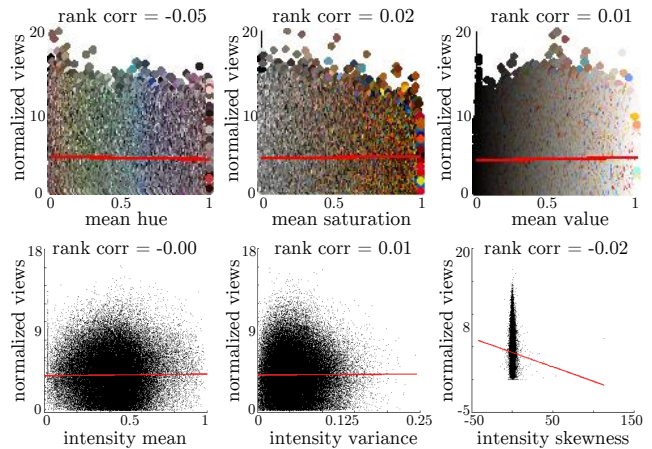 rank corr = -0.05
rank corr = 0.02
rank corr = 0.01
normalized views
20
10
0
0.5
1
mean hue
normalized views
20
10
0
0.5
1
mean saturation
normalized views
20
10
0
0.5
1
mean value
rank corr = -0.00
rank corr = 0.01
rank corr = -0.02
normalized views
18
9
0
0
0.5
1
intensity mean
normalized views
18
9
0
0
0.125
0.25
intensity variance
normalized views
20
8
-5
-50
50
150
intensity skewness